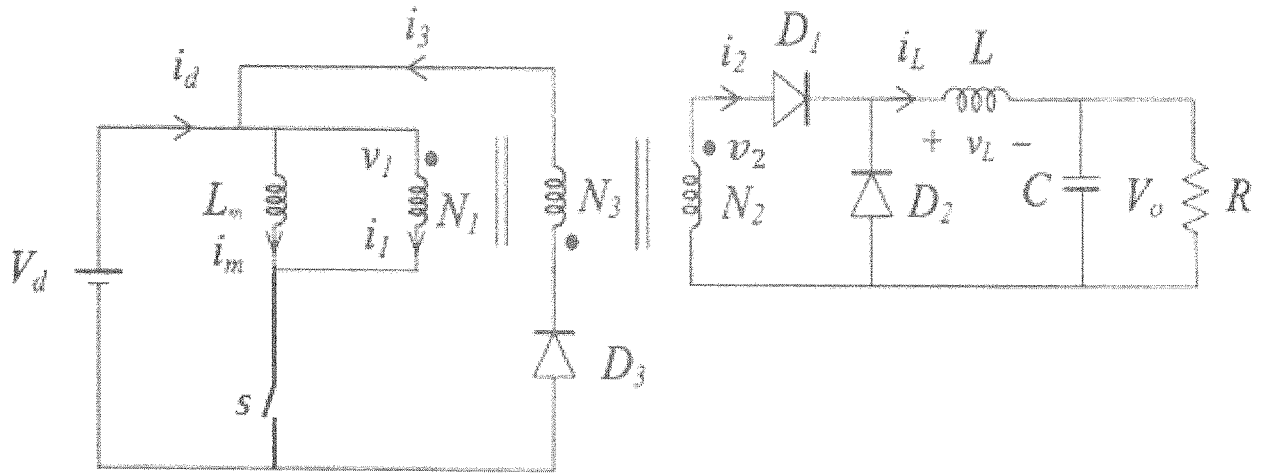 i3
id
i2
D1
iL
L
v1
v2
+ vL −
Lm
N1
N3
N2
D2
C
Vo
R
im
i1
Vd
D3
s